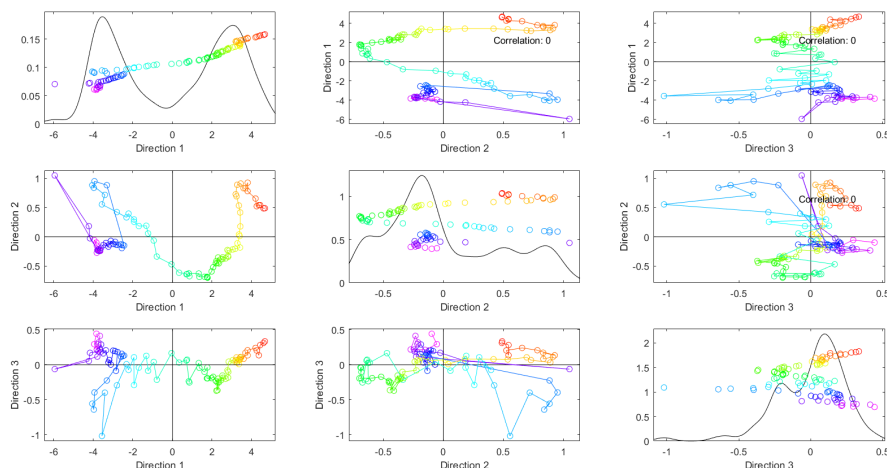 0.15
0.1
0.05
0
-6 -4 -2 0 2 4
Direction 1
Direction 1
4
2
0
-2
-4
-6
Correlation: 0
-0.5 0 0.5 1
Direction 2
Direction 1
4
2
0
-2
-4
-6
Correlation: 0
-1 -0.5 0 0.5
Direction 3
Direction 2
1
0.5
0
-0.5
-6 -4 -2 0 2 4
Direction 1
1
0.5
0
-0.5 0 0.5 1
Direction 2
Direction 2
1
0.5
0
-0.5
Correlation: 0
-1 -0.5 0 0.5
Direction 3
Direction 3
0.5
0
-0.5
-1
-6 -4 -2 0 2 4
Direction 1
Direction 3
0.5
0
-0.5
-1
-0.5 0 0.5 1
Direction 2
2
1.5
1
0.5
0
-1 -0.5 0 0.5
Direction 3